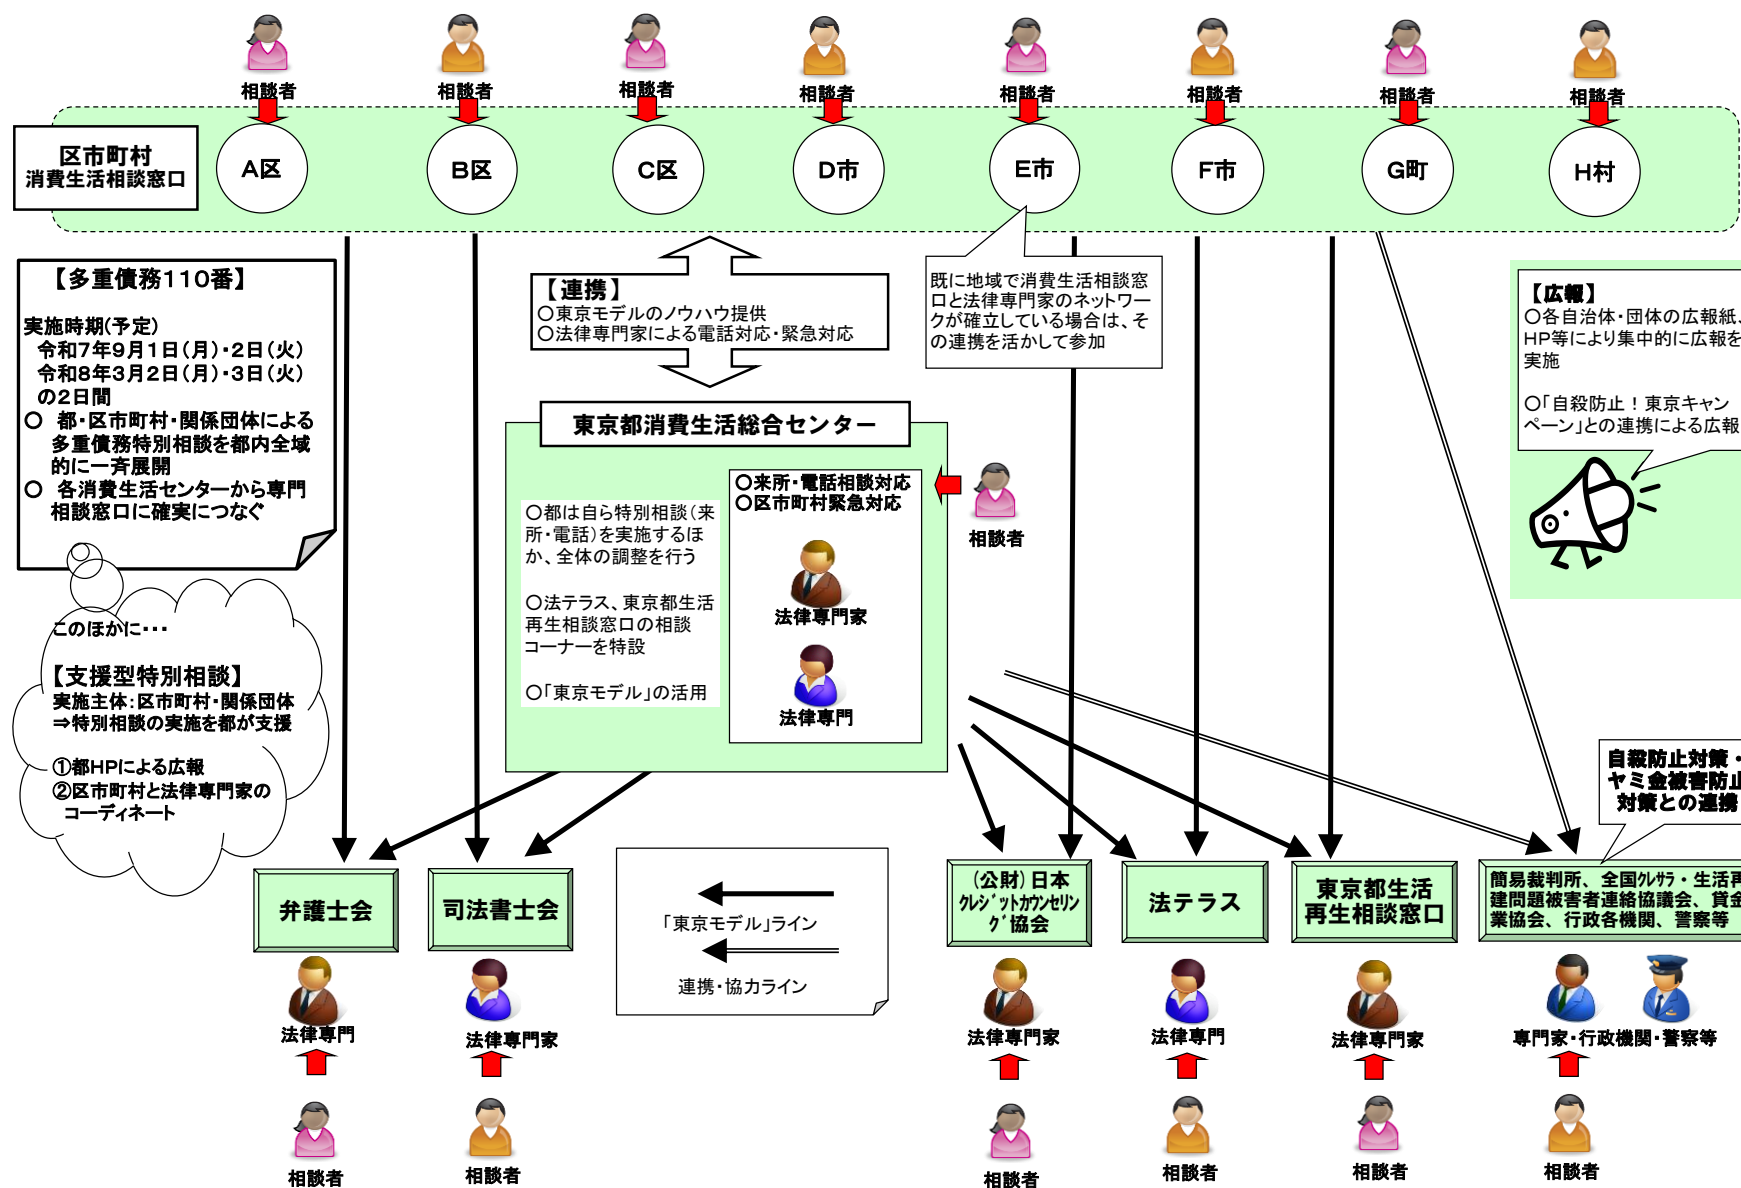 相談者
相談者
相談者
相談者
相談者
相談者
相談者
相談者
区市町村
消費生活相談窓口
A区
B区
C区
D市
E市
F市
G町
H村
【多重債務110番】
実施時期(予定)
令和7年9月1日(月)・2日(火)
令和8年3月2日(月)・3日(火)
の2日間
○ 都・区市町村・関係団体による
多重債務特別相談を都内全域
的に一斉展開
○ 各消費生活センターから専門
相談窓口に確実につなぐ
【連携】
○東京モデルのノウハウ提供
○法律専門家による電話対応・緊急対応
既に地域で消費生活相談窓
口と法律専門家のネットワー
クが確立している場合は、そ
の連携を活かして参加
【広報】
○各自治体・団体の広報紙、
HP等により集中的に広報を
実施
○「自殺防止！東京キャン
ペーン」との連携による広報
東京都消費生活総合センター
○都は自ら特別相談(来
所・電話)を実施するほ
か、全体の調整を行う
○法テラス、東京都生活
再生相談窓口の相談
コーナーを特設
○「東京モデル」の活用
○来所・電話相談対応
○区市町村緊急対応
法律専門家
法律専門
相談者
このほかに・・・
【支援型特別相談】
実施主体：区市町村・関係団体
⇒特別相談の実施を都が支援
①都HPによる広報
②区市町村と法律専門家の
コーディネート
自殺防止対策・
ヤミ金被害防止
対策との連携
弁護士会
司法書士会
「東京モデル」ライン
連携・協力ライン
(公財)日本
ｸﾚｼﾞｯﾄｶｳﾝｾﾘﾝ
ｸﾞ協会
法テラス
東京都生活
再生相談窓口
簡易裁判所、全国ｸﾚｻﾗ・生活再
建問題被害者連絡協議会、貸金
業協会、行政各機関、警察等
法律専門
法律専門家
法律専門家
法律専門
法律専門家
専門家・行政機関・警察等
相談者
相談者
相談者
相談者
相談者
相談者